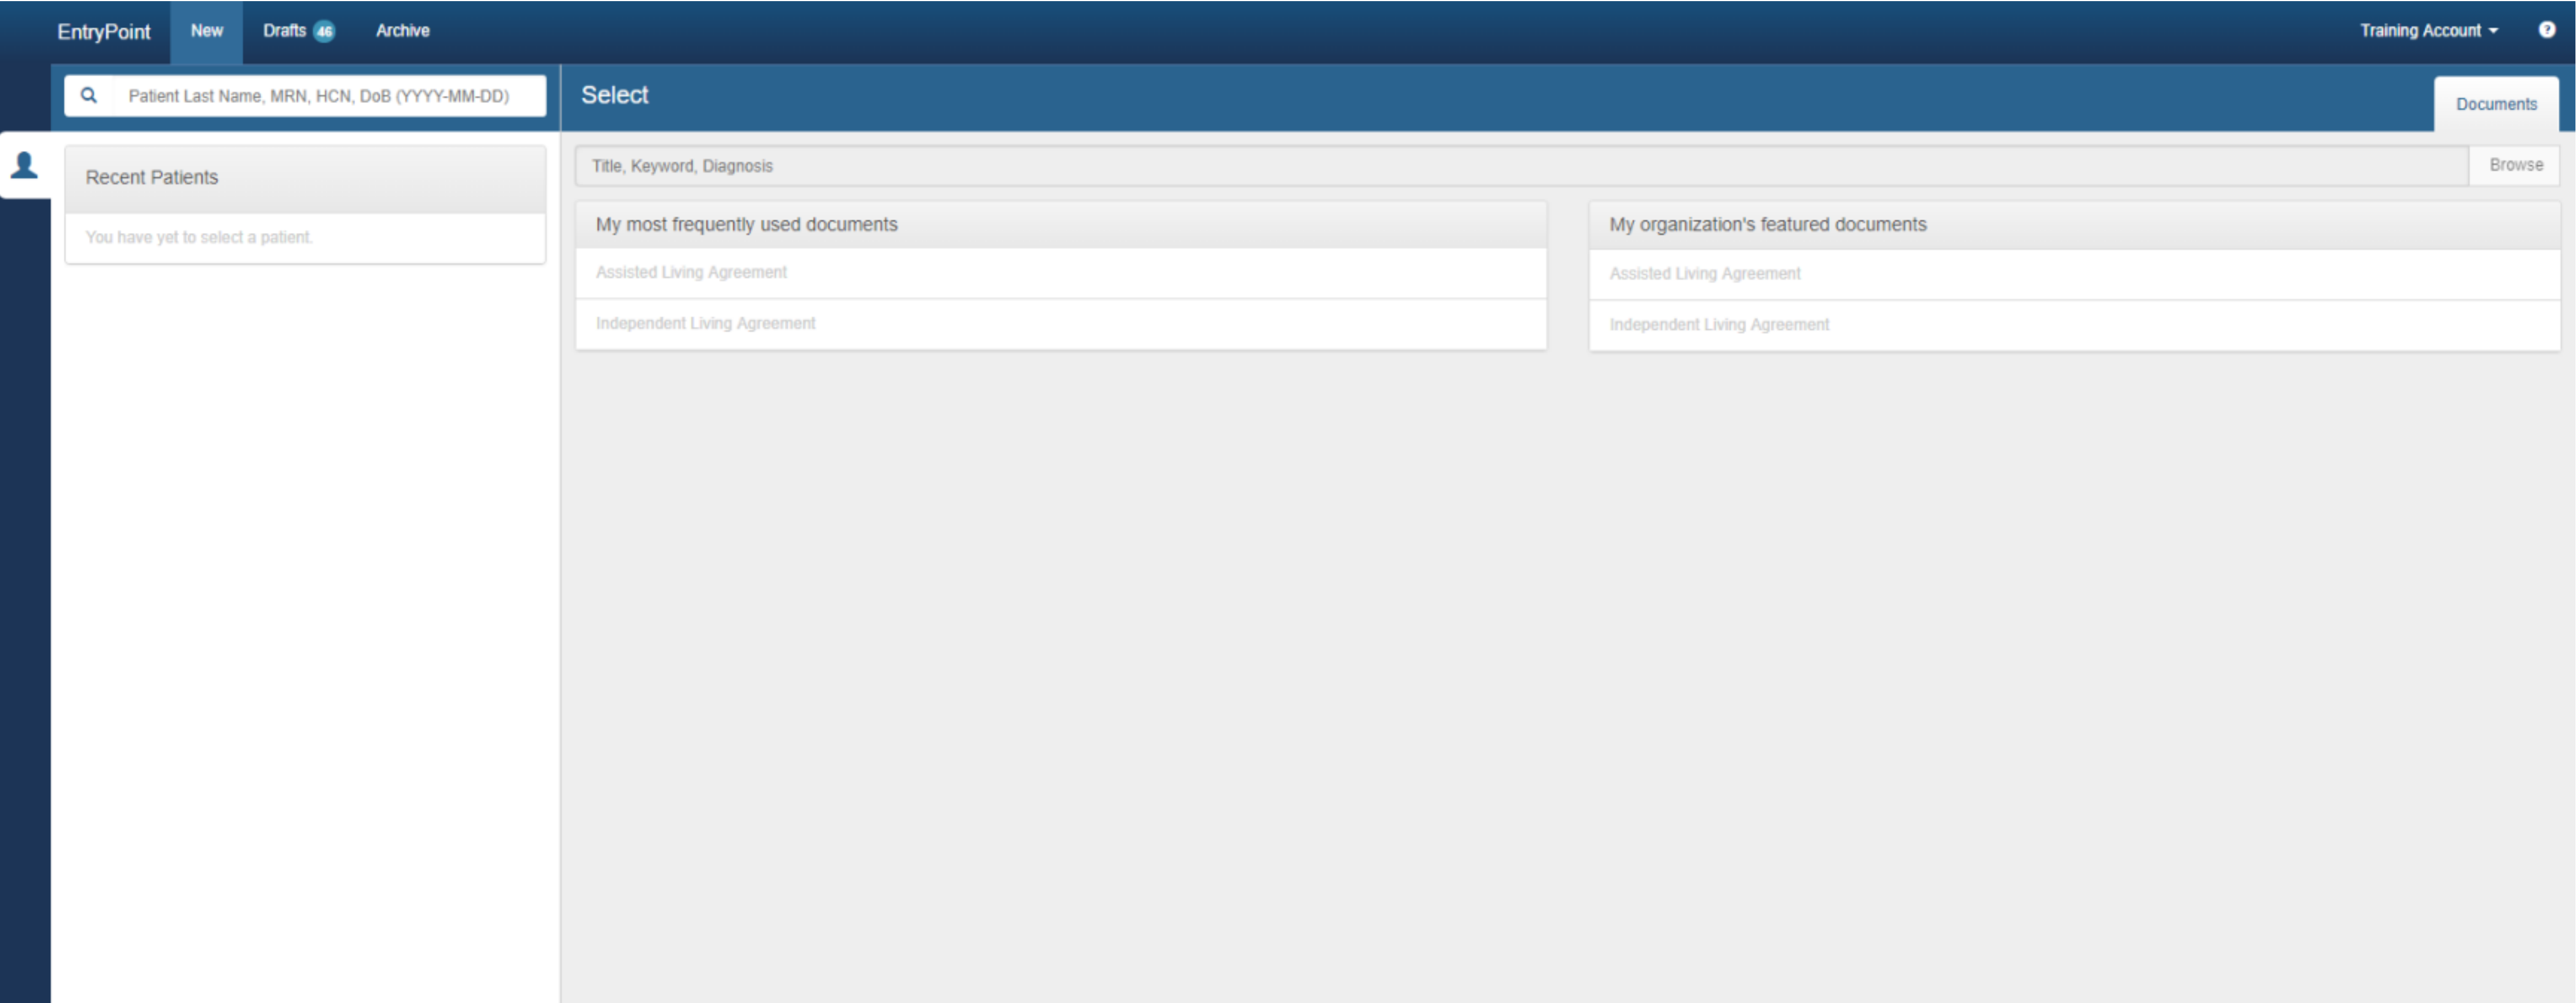 EntryPoint New Drafts 46 Archive Training Account ?
Patient Last Name, MRN, HCN, DoB (YYYY-MM-DD)
Select
Documents
Recent Patients
You have yet to select a patient.
Title, Keyword, Diagnosis
Browse
My most frequently used documents
Assisted Living Agreement
Independent Living Agreement
My organization's featured documents
Assisted Living Agreement
Independent Living Agreement